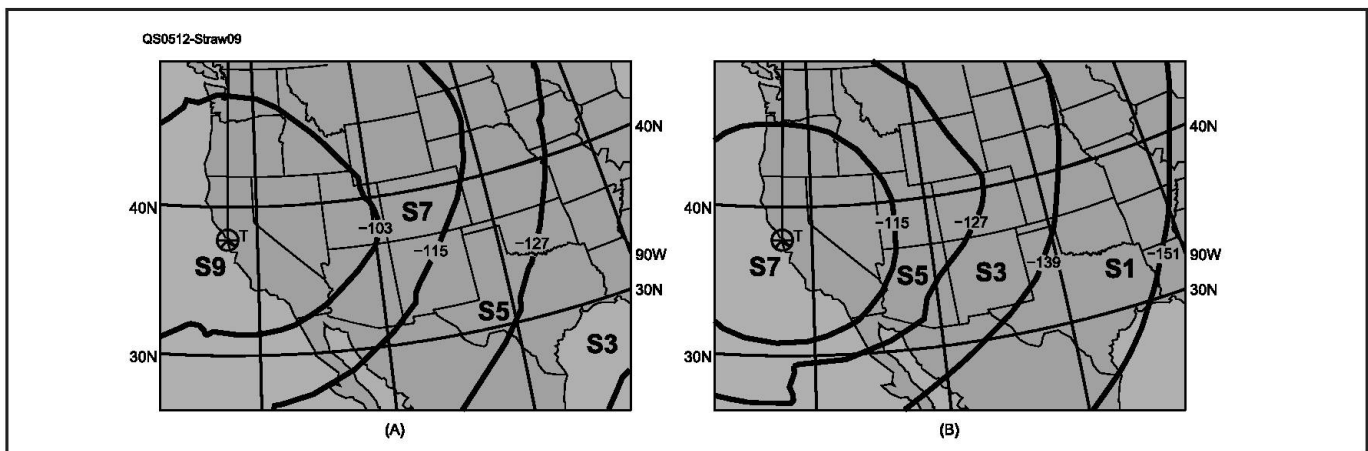 QS0512-Straw09
40N
40N
30N
90W
30N
T
S9
S7
S5
S3
−103
−115
−127
(A)
40N
40N
30N
90W
30N
T
S7
S5
S3
S1
−115
−127
−139
−151
(B)